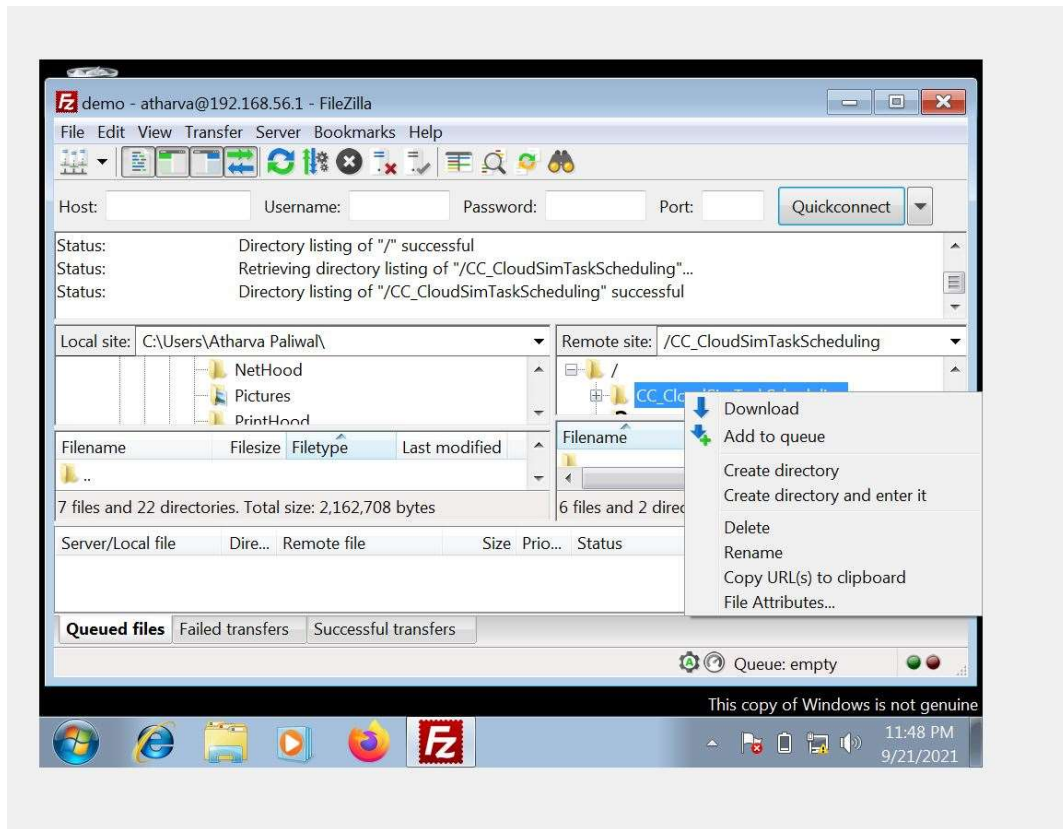 demo - atharva@192.168.56.1 - FileZilla
File Edit View Transfer Server Bookmarks Help
Host: Username: Password: Port: Quickconnect
Status: Directory listing of "/" successful
Status: Retrieving directory listing of "/CC_CloudSimTaskScheduling"...
Status: Directory listing of "/CC_CloudSimTaskScheduling" successful
Local site: C:\Users\Atharva Paliwal\
NetHood
Pictures
PrintHood
Remote site: /CC_CloudSimTaskScheduling
/
Filename Filesize Filetype Last modified
..
7 files and 22 directories. Total size: 2,162,708 bytes
Filename
6 files and 2
Download
Add to queue
Create directory
Create directory and enter it
Delete
Rename
Copy URL(s) to clipboard
File Attributes...
Server/Local file Dire... Remote file Size Prio... Status
Queued files Failed transfers Successful transfers
Queue: empty
This copy of Windows is not genuine
11:48 PM
9/21/2021